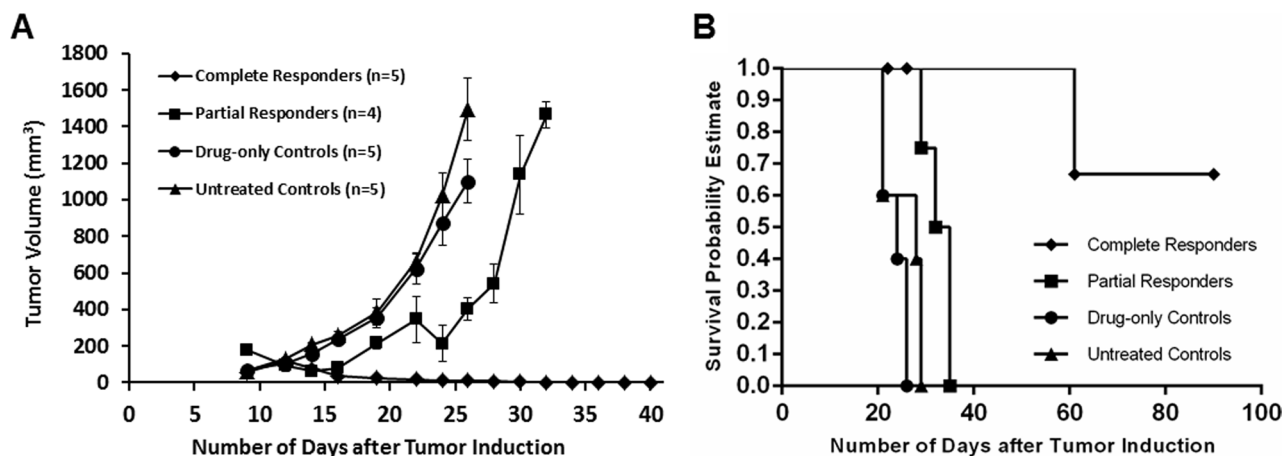 A
Tumor Volume (mm³)
1800
1600
1400
1200
1000
800
600
400
200
0
Complete Responders (n=5)
Partial Responders (n=4)
Drug-only Controls (n=5)
Untreated Controls (n=5)
0 5 10 15 20 25 30 35 40
Number of Days after Tumor Induction
B
Survival Probability Estimate
1.0
0.9
0.8
0.7
0.6
0.5
0.4
0.3
0.2
0.1
0.0
Complete Responders
Partial Responders
Drug-only Controls
Untreated Controls
0 20 40 60 80 100
Number of Days after Tumor Induction